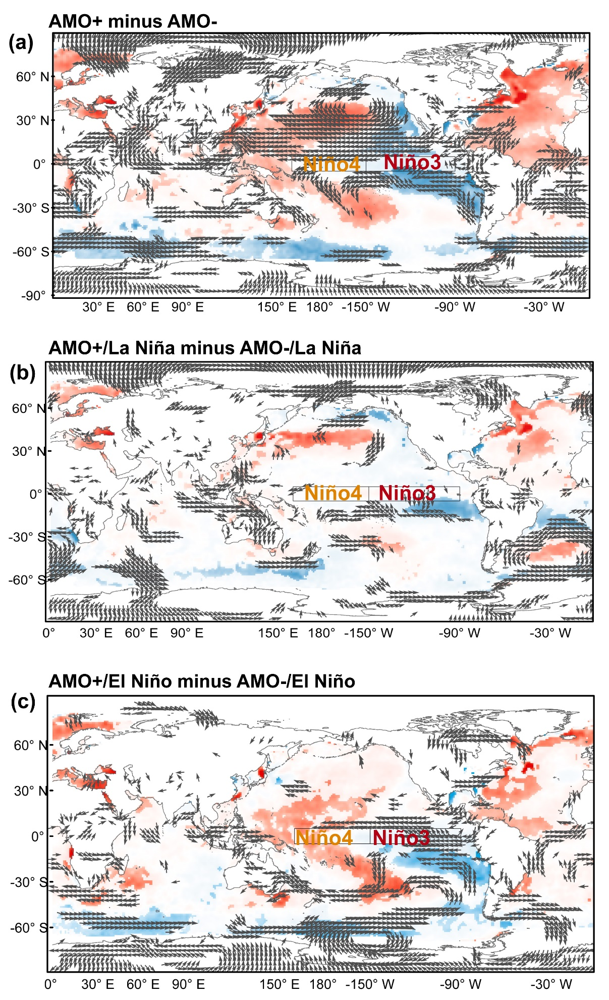 AMO+ minus AMO-
(a)
60° N
30° N
0°
-30° S
-60° S
-90°
Niño4
Niño3
30° E 60° E 90° E 150° E 180° -150° W -90° W -30° W
AMO+/La Niña minus AMO-/La Niña
(b)
60° N
30° N
0°
-30° S
-60° S
Niño4
Niño3
0° 30° E 60° E 90° E 150° E 180° -150° W -90° W -30° W
AMO+/El Niño minus AMO-/El Niño
(c)
60° N
30° N
0°
-30° S
-60° S
Niño4
Niño3
0° 30° E 60° E 90° E 150° E 180° -150° W -90° W -30° W